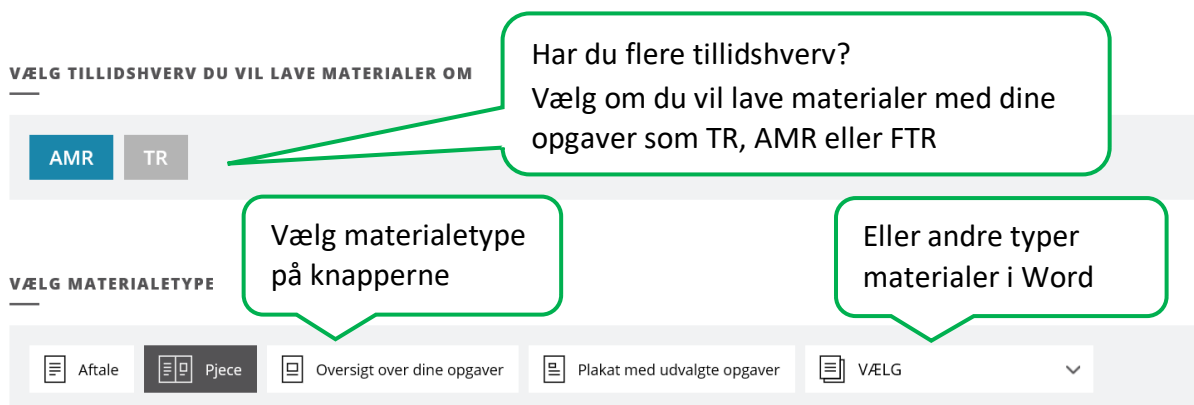 Har du flere tillidshverv?
VÆLG TILLIDSHVERV DU VIL LAVE MATERIALER OM
Vælg om du vil lave materialer med dine
opgaver som TR, AMR eller FTR
AMR TR
Vælg materialetype
på knapperne
Eller andre typer
materialer i Word
VÆLG MATERIALETYPE
Aftale Pjece Oversigt over dine opgaver Plakat med udvalgte opgaver VÆLG